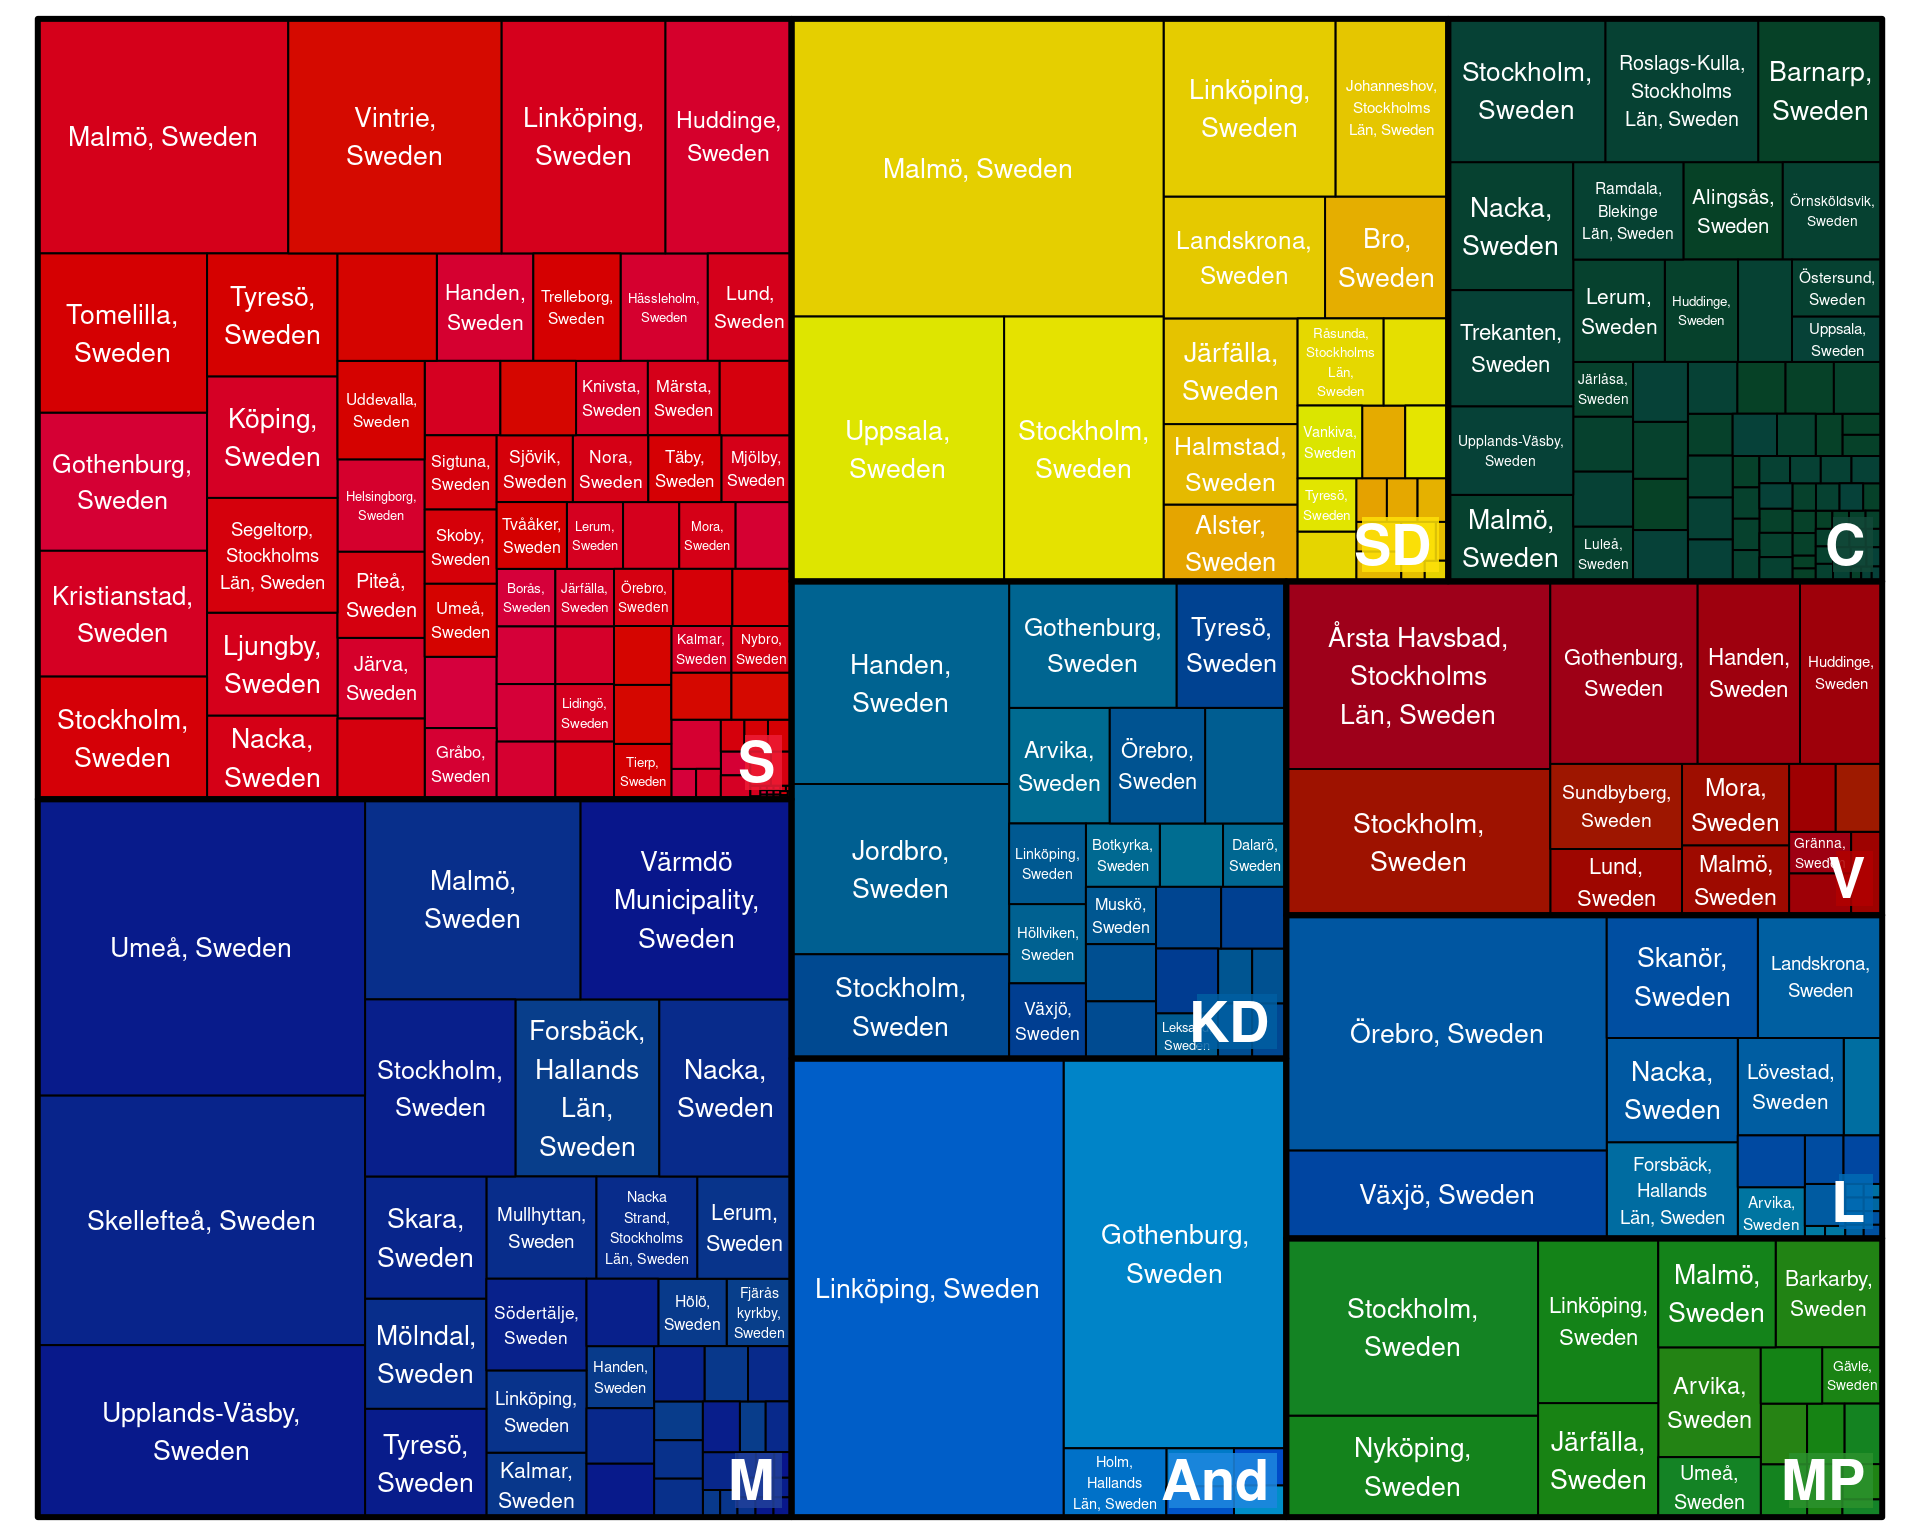 Malmö, Sweden
Vintrie,
Sweden
Linköping,
Sweden
Huddinge,
Sweden
Tomelilla,
Sweden
Gothenburg,
Sweden
Kristianstad,
Sweden
Stockholm,
Sweden
Tyresö,
Sweden
Köping,
Sweden
Segeltorp,
Stockholms
Län, Sweden
Ljungby,
Sweden
Nacka,
Sweden
Handen,
Sweden
Trelleborg,
Sweden
Hässleholm,
Sweden
Lund,
Sweden
Uddevalla,
Sweden
Helsingborg,
Sweden
Piteå,
Sweden
Järva,
Sweden
Knivsta,
Sweden
Märsta,
Sweden
Sigtuna,
Sweden
Skoby,
Sweden
Umeå,
Sweden
Gråbo,
Sweden
Sjövik,
Sweden
Nora,
Sweden
Täby,
Sweden
Mjölby,
Sweden
Tvååker,
Sweden
Lerum,
Sweden
Mora,
Sweden
Borås,
Sweden
Järfälla,
Sweden
Örebro,
Sweden
Kalmar,
Sweden
Nybro,
Sweden
Lidingö,
Sweden
Tierp,
Sweden
S
Malmö, Sweden
Uppsala,
Sweden
Stockholm,
Sweden
Linköping,
Sweden
Johanneshov,
Stockholms
Län, Sweden
Landskrona,
Sweden
Bro,
Sweden
Järfälla,
Sweden
Halmstad,
Sweden
Alster,
Sweden
Råsunda,
Stockholms
Län,
Sweden
Vankiva,
Sweden
Tyresö,
Sweden
SD
Stockholm,
Sweden
Roslags-Kulla,
Stockholms
Län, Sweden
Barnarp,
Sweden
Nacka,
Sweden
Trekanten,
Sweden
Upplands-Väsby,
Sweden
Malmö,
Sweden
Ramdala,
Blekinge
Län, Sweden
Alingsås,
Sweden
Örnsköldsvik,
Sweden
Lerum,
Sweden
Huddinge,
Sweden
Östersund,
Sweden
Uppsala,
Sweden
Järlåsa,
Sweden
Luleå,
Sweden
C
Umeå, Sweden
Skellefteå, Sweden
Upplands-Väsby,
Sweden
Malmö,
Sweden
Värmdö
Municipality,
Sweden
Stockholm,
Sweden
Forsbäck,
Hallands
Län,
Sweden
Nacka,
Sweden
Skara,
Sweden
Mölndal,
Sweden
Tyresö,
Sweden
Mullhyttan,
Sweden
Nacka
Strand,
Stockholms
Län, Sweden
Lerum,
Sweden
Södertälje,
Sweden
Linköping,
Sweden
Kalmar,
Sweden
Hölö,
Sweden
Fjärås
kyrkby,
Sweden
Handen,
Sweden
M
Handen,
Sweden
Jordbro,
Sweden
Stockholm,
Sweden
Gothenburg,
Sweden
Tyresö,
Sweden
Arvika,
Sweden
Örebro,
Sweden
Linköping,
Sweden
Höllviken,
Sweden
Växjö,
Sweden
Botkyrka,
Sweden
Dalarö,
Sweden
Muskö,
Sweden
Sweden
KD
Linköping, Sweden
Gothenburg,
Sweden
Holm,
Hallands
Län, Sweden
And
Årsta Havsbad,
Stockholms
Län, Sweden
Stockholm,
Sweden
Gothenburg,
Sweden
Handen,
Sweden
Huddinge,
Sweden
Sundbyberg,
Sweden
Lund,
Sweden
Mora,
Sweden
Malmö,
Sweden
Gränna,
V
Örebro, Sweden
Växjö, Sweden
Skanör,
Sweden
Landskrona,
Sweden
Nacka,
Sweden
Lövestad,
Sweden
Forsbäck,
Hallands
Län, Sweden
Arvika,
Sweden
L
Stockholm,
Sweden
Nyköping,
Sweden
Linköping,
Sweden
Järfälla,
Sweden
Malmö,
Sweden
Barkarby,
Sweden
Arvika,
Sweden
Gävle,
Sweden
Umeå,
Sweden
MP